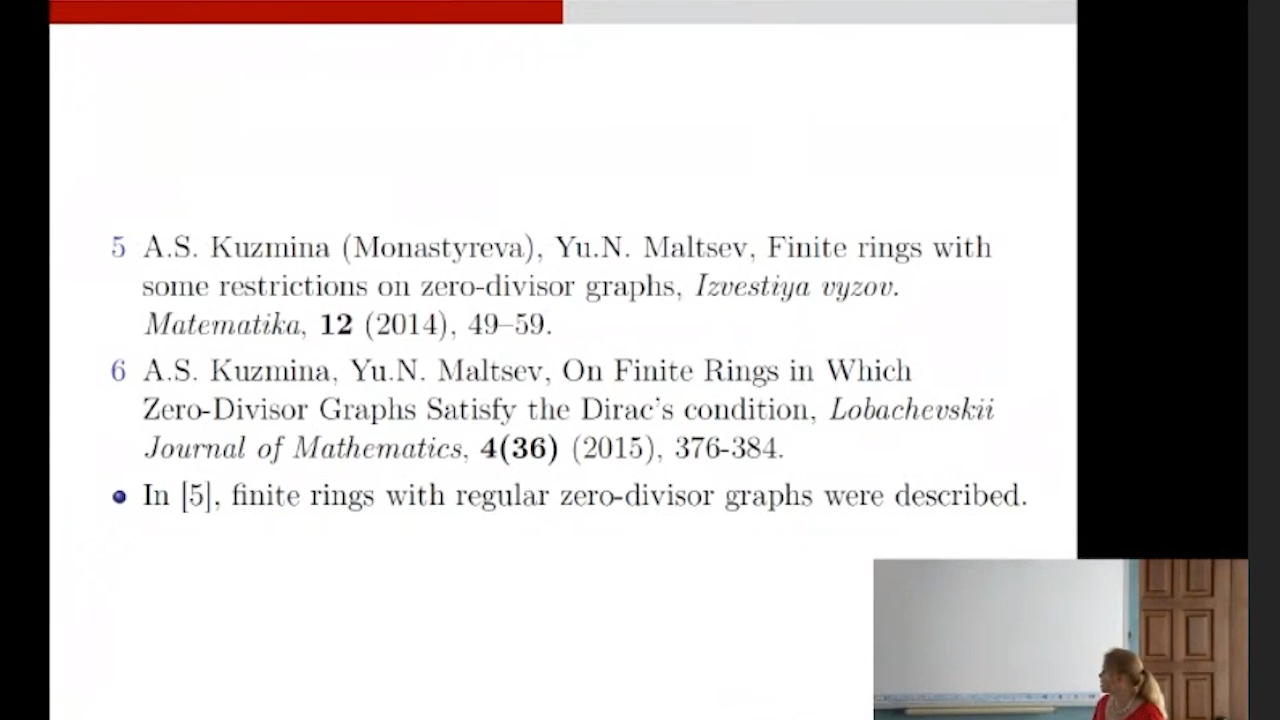 5 A.S. Kuzmina (Monastyreva), Yu.N. Maltsev, Finite rings with
some restrictions on zero-divisor graphs, Izvestiya vyzov.
Matematika, 12 (2014), 49–59.
6 A.S. Kuzmina, Yu.N. Maltsev, On Finite Rings in Which
Zero-Divisor Graphs Satisfy the Dirac's condition, Lobachevskii
Journal of Mathematics, 4(36) (2015), 376-384.
• In [5], finite rings with regular zero-divisor graphs were described.